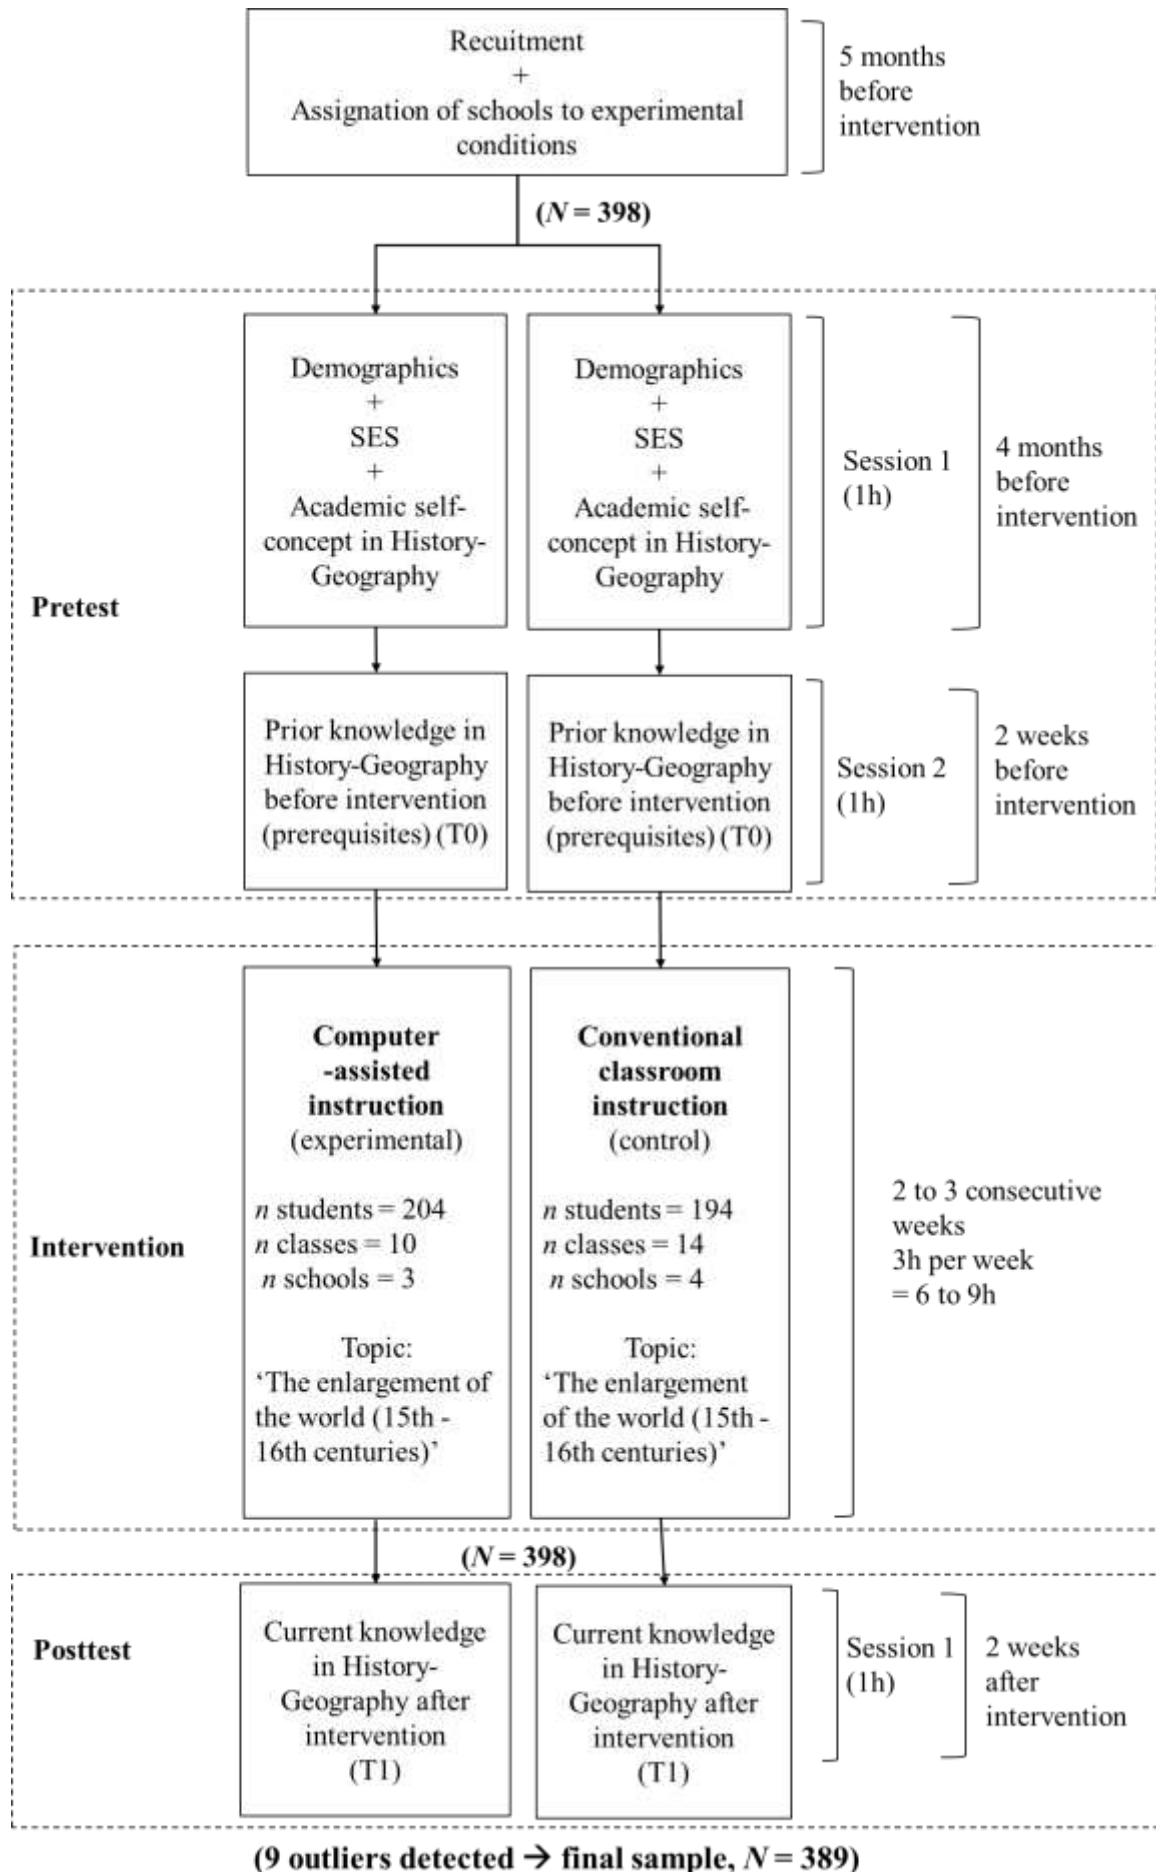 Recuitment
+
Assignation of schools to experimental
conditions
5 months
before
intervention
(N = 398)
Pretest
Demographics
+
SES
+
Academic self-
concept in History-
Geography
Demographics
+
SES
+
Academic self-
concept in History-
Geography
Session 1
(1h)
4 months
before
intervention
Prior knowledge in
History-Geography
before intervention
(prerequisites) (T0)
Prior knowledge in
History-Geography
before intervention
(prerequisites) (T0)
Session 2
(1h)
2 weeks
before
intervention
Intervention
Computer
-assisted
instruction
(experimental)
n students = 204
n classes = 10
n schools = 3
Topic:
‘The enlargement of
the world (15th -
16th centuries)’
Conventional
classroom
instruction
(control)
n students = 194
n classes = 14
n schools = 4
Topic:
‘The enlargement
of the world (15th -
16th centuries)’
2 to 3 consecutive
weeks
3h per week
= 6 to 9h
(N = 398)
Posttest
Current knowledge
in History-
Geography after
intervention
(T1)
Current knowledge
in History-
Geography after
intervention
(T1)
Session 1
(1h)
2 weeks
after
intervention
(9 outliers detected → final sample, N = 389)